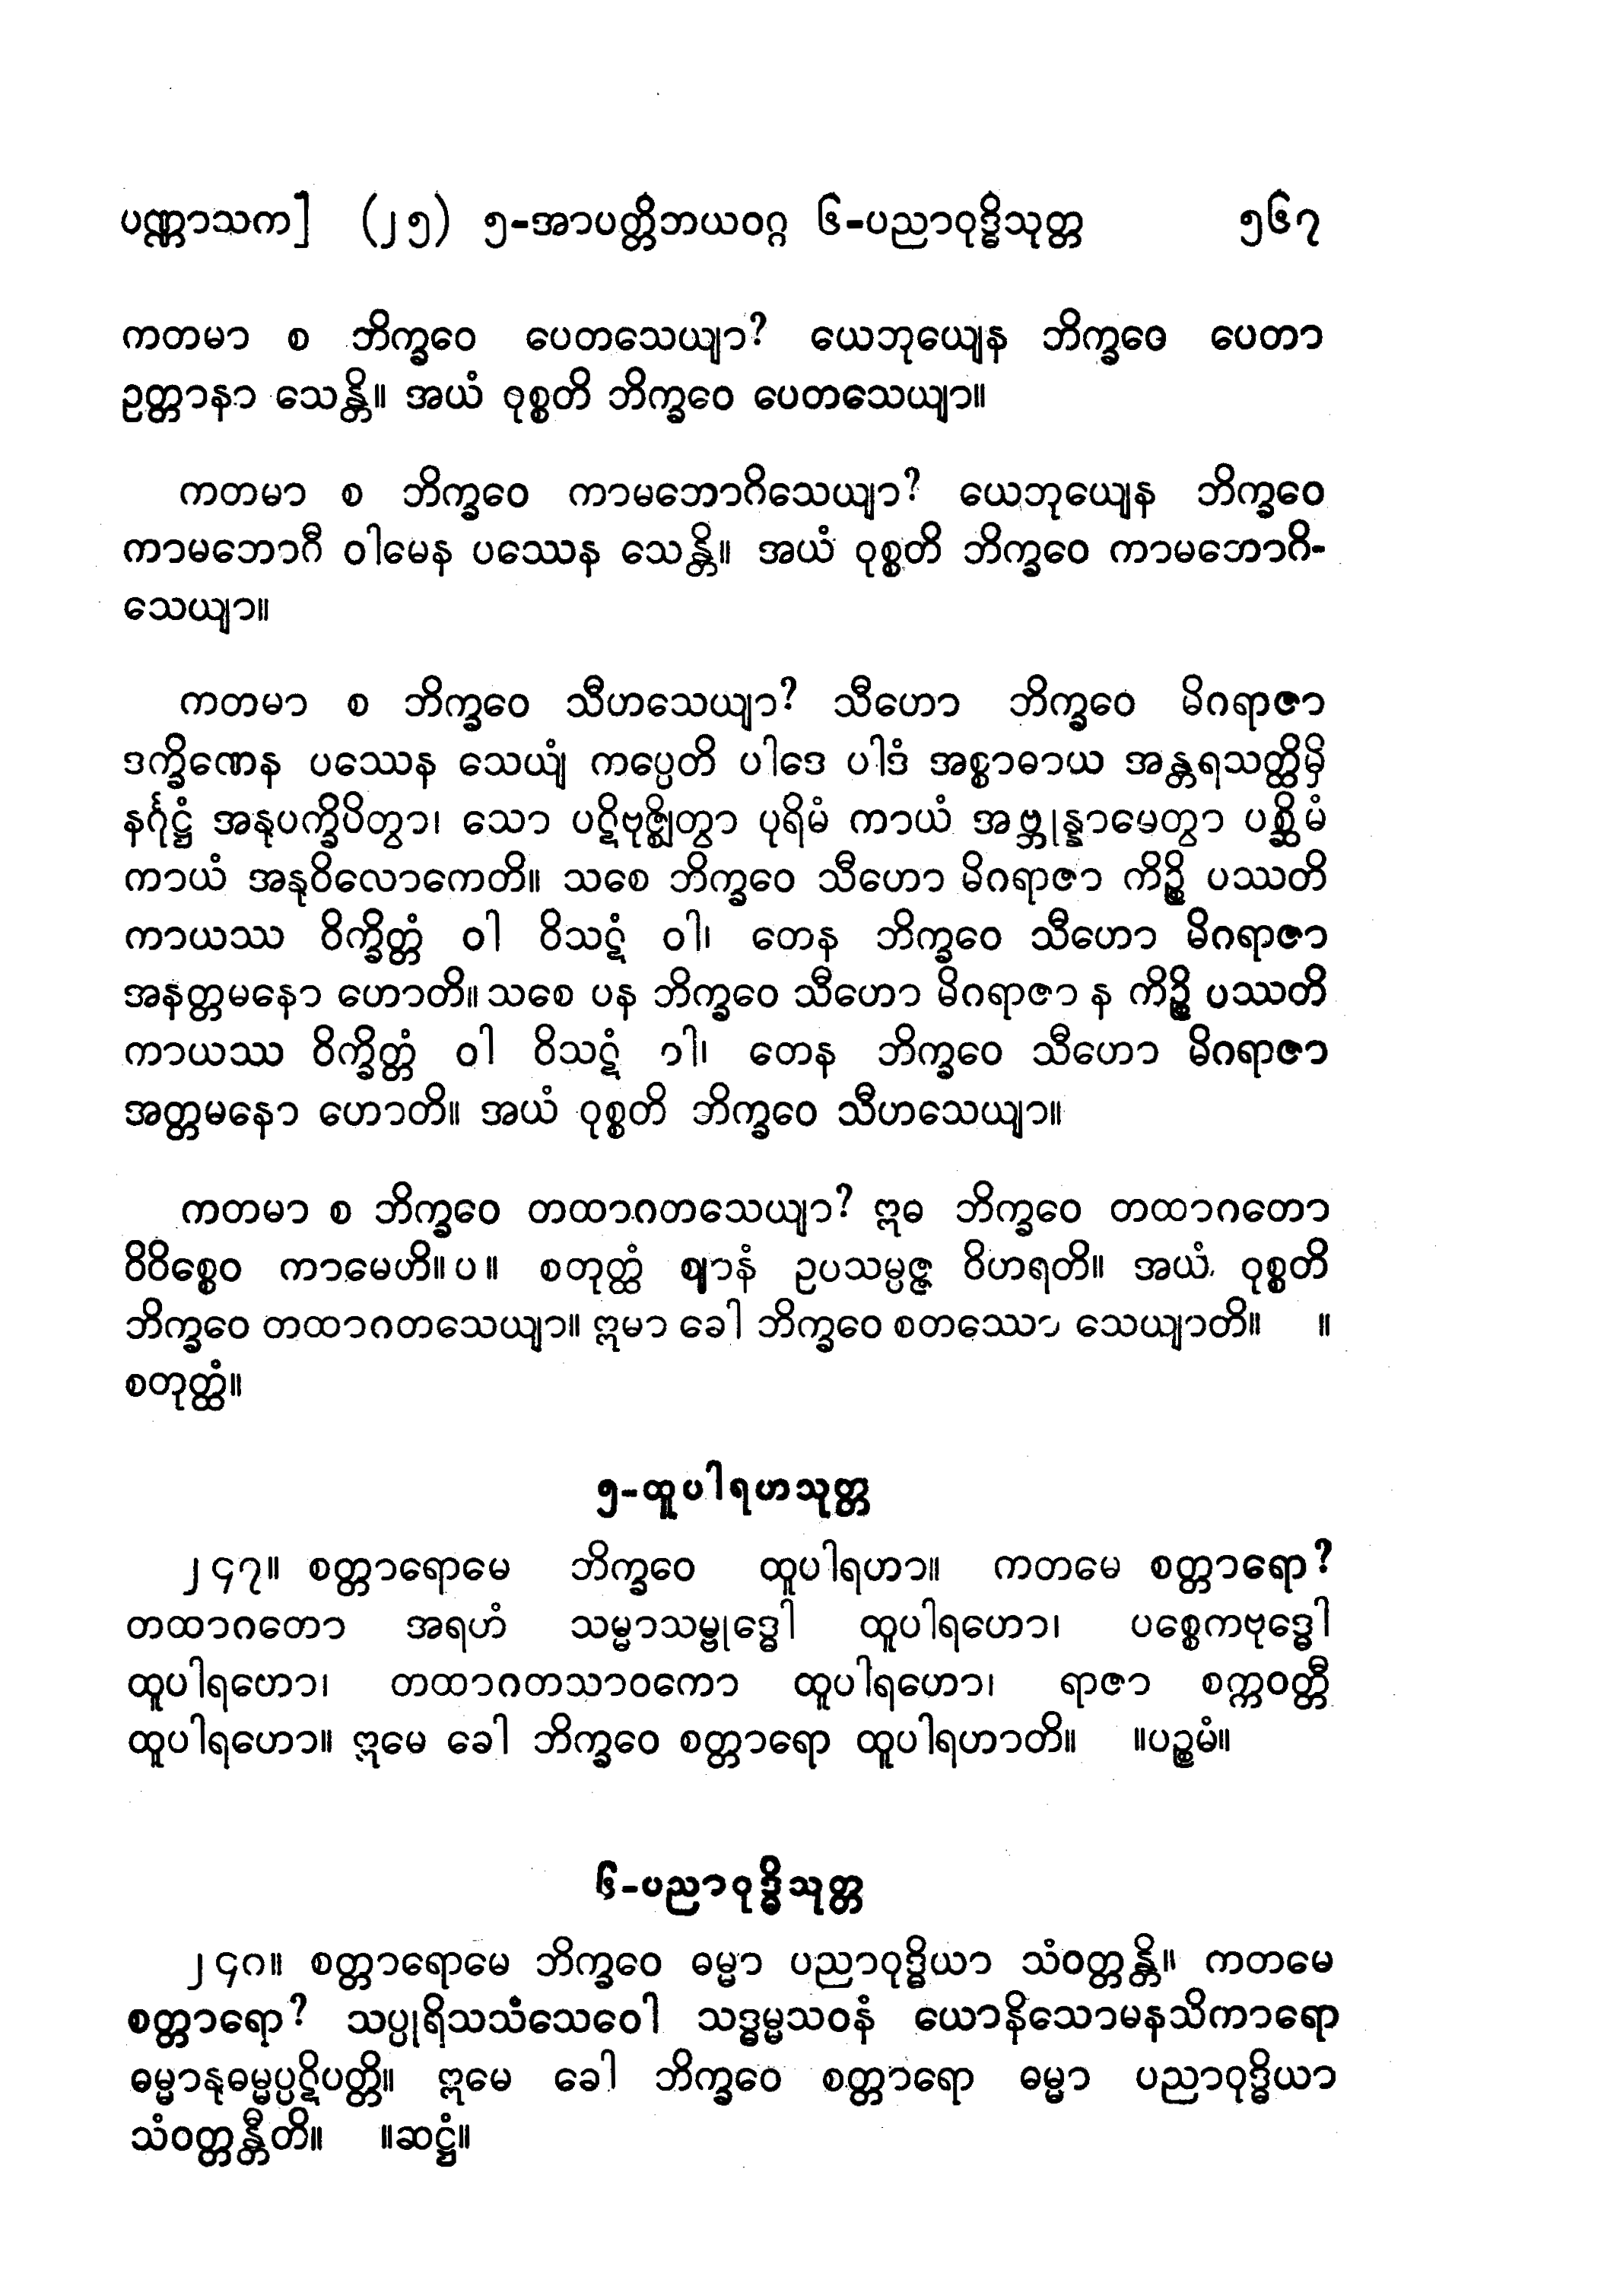 ပဏ္ဏာသက] (၂၅) ၅-အာပတ္တိဘယဝဂ္ဂ ၆-ပညာဝုဒ္ဓိသုတ္တ ၅၆၇
ကတမာ စ ဘိက္ခဝေ ပေတသေယျာ? ယေဘုယျေန ဘိက္ခဝေ ပေတာ
ဥတ္တာနာ သေန္တိ။ အယံ ဝုစ္စတိ ဘိက္ခဝေ ပေတသေယျာ။
ကတမာ စ ဘိက္ခဝေ ကာမဘောဂိသေယျာ? ယေဘုယျေန ဘိက္ခဝေ
ကာမဘောဂီ ဝါမေန ပဿေန သေန္တိ။ အယံ ဝုစ္စတိ ဘိက္ခဝေ ကာမဘောဂိ-
သေယျာ။
ကတမာ စ ဘိက္ခဝေ သီဟသေယျာ? သီဟော ဘိက္ခဝေ မိဂရာဇာ
ဒက္ခိဏေန ပဿေန သေယျံ ကပ္ပေတိ ပါဒေ ပါဒံ အစ္စာဓာယ အန္တရသတ္ထိမှိ
နင်္ဂုဋ္ဌံ အနုပက္ခိပိတွာ၊ သော ပဋိဗုဇ္ဈိတွာ ပုရိမံ ကာယံ အဗ္ဘုန္နာမေတွာ ပစ္ဆိမံ
ကာယံ အနုဝိလောကေတိ။ သစေ ဘိက္ခဝေ သီဟော မိဂရာဇာ ကိဉ္စိ ပဿတိ
ကာယဿ ဝိက္ခိတ္တံ ဝါ ဝိသဋံ ဝါ၊ တေန ဘိက္ခဝေ သီဟော မိဂရာဇာ
အနတ္တမနော ဟောတိ။ သစေ ပန ဘိက္ခဝေ သီဟော မိဂရာဇာ န ကိဉ္စိ ပဿတိ
ကာယဿ ဝိက္ခိတ္တံ ဝါ ဝိသဋံ ဝါ၊ တေန ဘိက္ခဝေ သီဟော မိဂရာဇာ
အတ္တမနော ဟောတိ။ အယံ ဝုစ္စတိ ဘိက္ခဝေ သီဟသေယျာ။
ကတမာ စ ဘိက္ခဝေ တထာဂတသေယျာ? ဣဓ ဘိက္ခဝေ တထာဂတော
ဝိဝိစ္စေဝ ကာမေဟိ။ပ။ စတုတ္ထံ ဈာနံ ဥပသမ္ပဇ္ဇ ဝိဟရတိ။ အယံ ဝုစ္စတိ
ဘိက္ခဝေ တထာဂတသေယျာ။ ဣမာ ခေါ ဘိက္ခဝေ စတဿော သေယျာတိ။ ။
စတုတ္ထံ။
၅-ထူပါရဟသုတ္တ
၂၄၇။ စတ္တာရောမေ ဘိက္ခဝေ ထူပါရဟာ။ ကတမေ စတ္တာရော?
တထာဂတော အရဟံ သမ္မာသမ္ဗုဒ္ဓေါ ထူပါရဟော၊ ပစ္စေကဗုဒ္ဓေါ
ထူပါရဟော၊ တထာဂတသာဝကော ထူပါရဟော၊ ရာဇာ စက္ကဝတ္တီ
ထူပါရဟော။ ဣမေ ခေါ ဘိက္ခဝေ စတ္တာရော ထူပါရဟာတိ။ ။ပဉ္စမံ။
၆-ပညာဝုဒ္ဓိသုတ္တ
၂၄၈။ စတ္တာရောမေ ဘိက္ခဝေ ဓမ္မာ ပညာဝုဒ္ဓိယာ သံဝတ္တန္တိ။ ကတမေ
စတ္တာရော? သပ္ပုရိသသံသေဝေါ သဒ္ဓမ္မသဝနံ ယောနိသောမနသိကာရော
ဓမ္မာနုဓမ္မပ္ပဋိပတ္တိ။ ဣမေ ခေါ ဘိက္ခဝေ စတ္တာရော ဓမ္မာ ပညာဝုဒ္ဓိယာ
သံဝတ္တန္တီတိ။ ။ဆဋ္ဌံ။